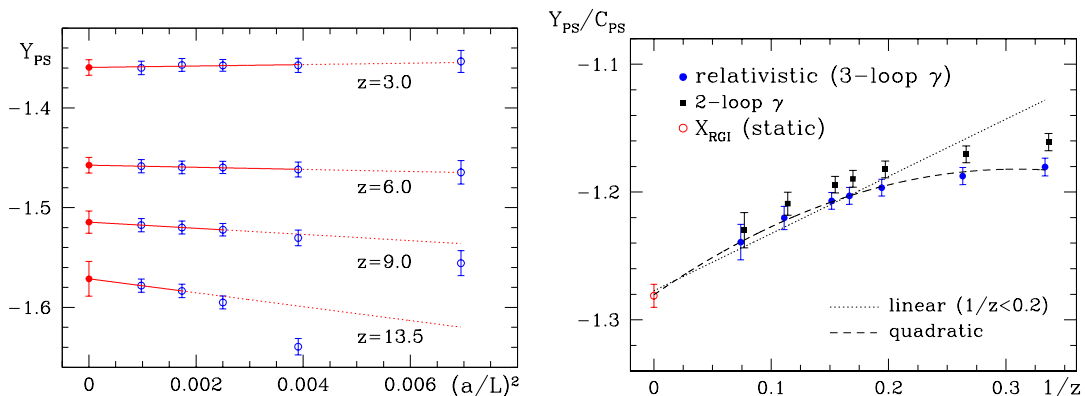 Y_PS
−1.4
−1.5
−1.6
z=3.0
z=6.0
z=9.0
z=13.5
0 0.002 0.004 0.006 (a/L)²
Y_PS/C_PS
−1.1
−1.2
−1.3
relativistic (3−loop γ)
2−loop γ
X_RGI (static)
linear (1/z<0.2)
quadratic
0 0.1 0.2 0.3 1/z